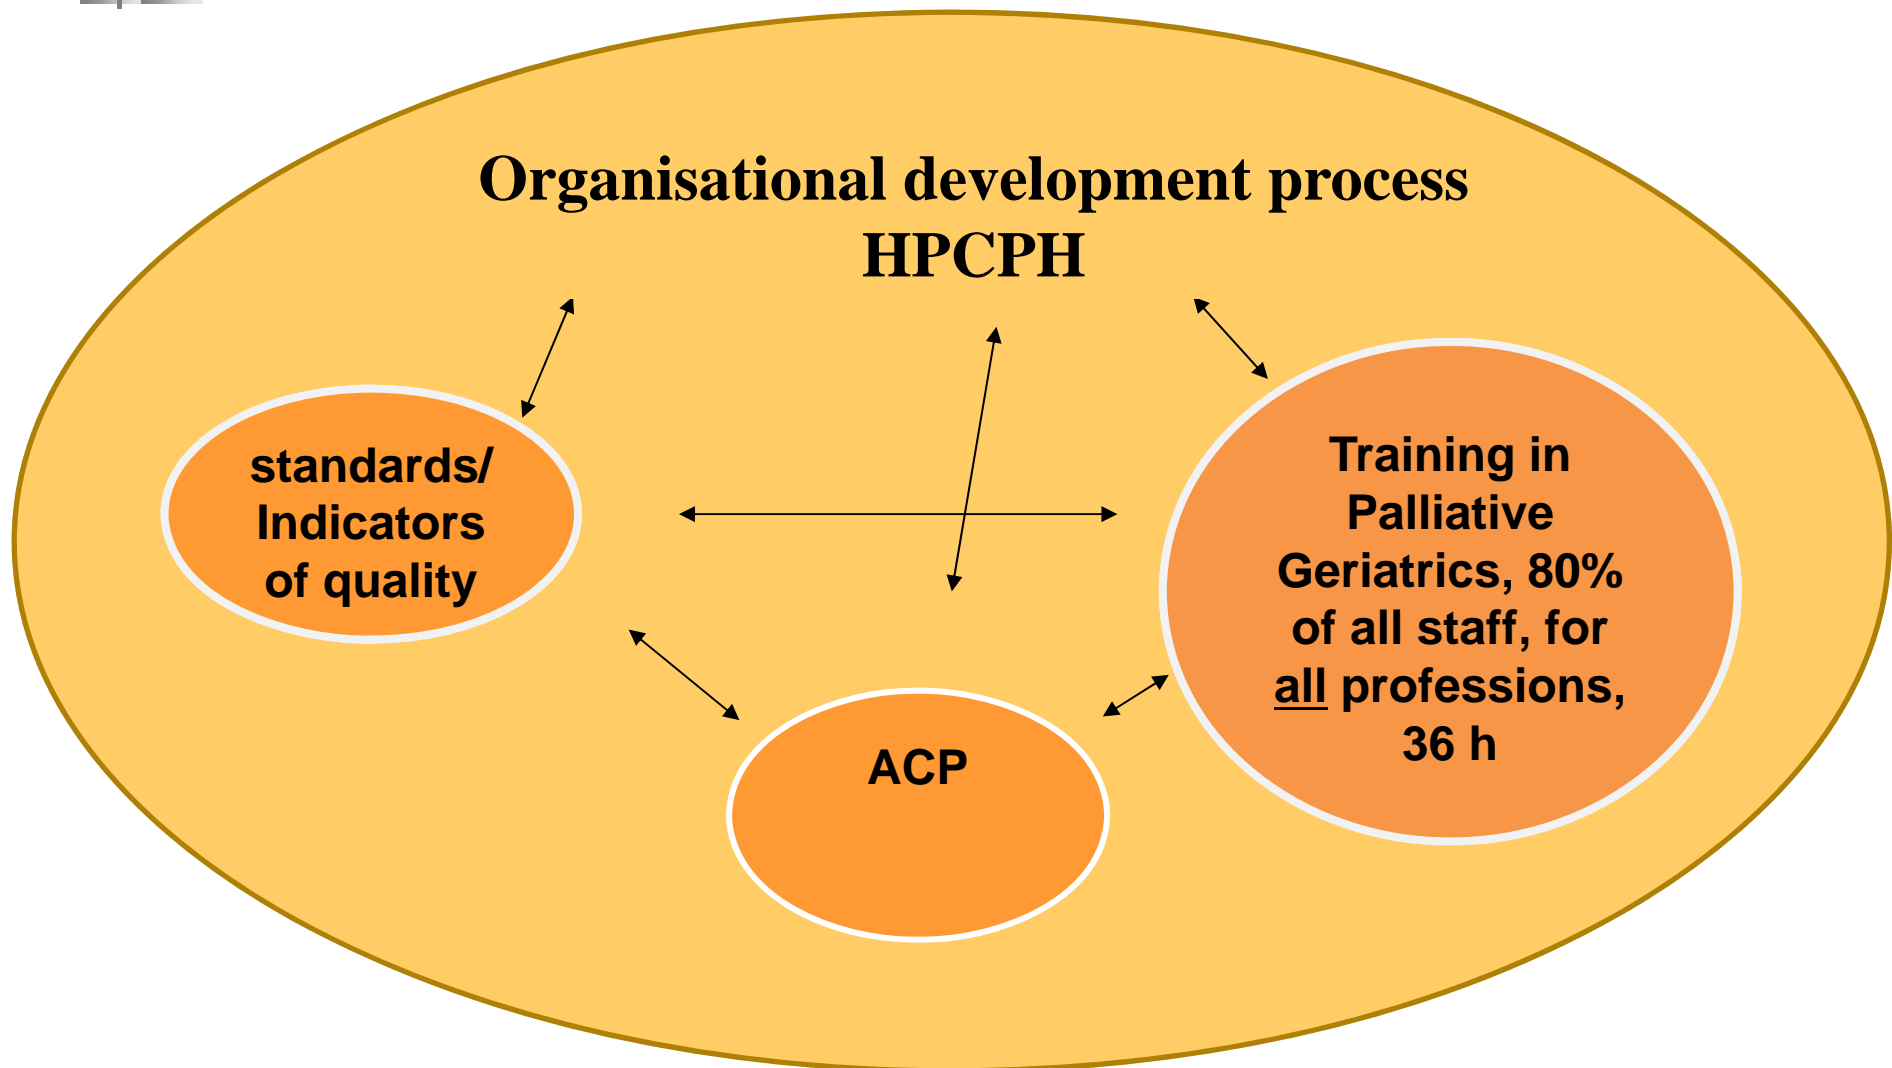 Organisational development process
HPCPH
standards/
Indicators
of quality
Training in
Palliative
Geriatrics, 80%
of all staff, for
all professions,
36 h
ACP